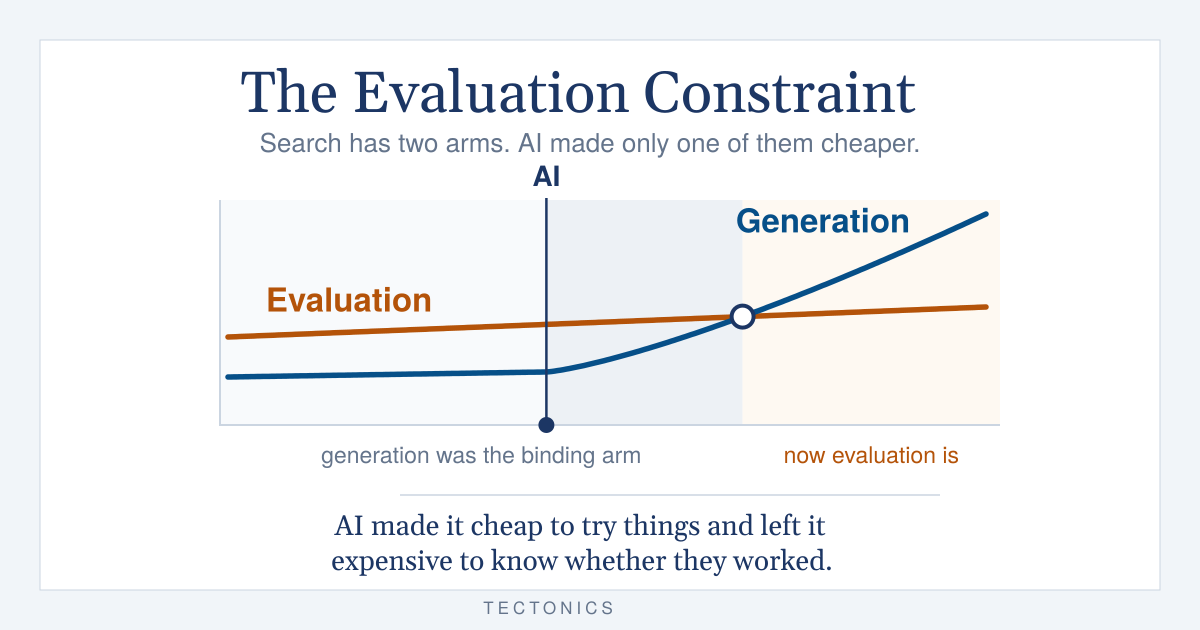 The Evaluation Constraint
Search has two arms. AI made only one of them cheaper.
AI
Generation
Evaluation
generation was the binding arm
now evaluation is
AI made it cheap to try things and left it
expensive to know whether they worked.
TECTONICS